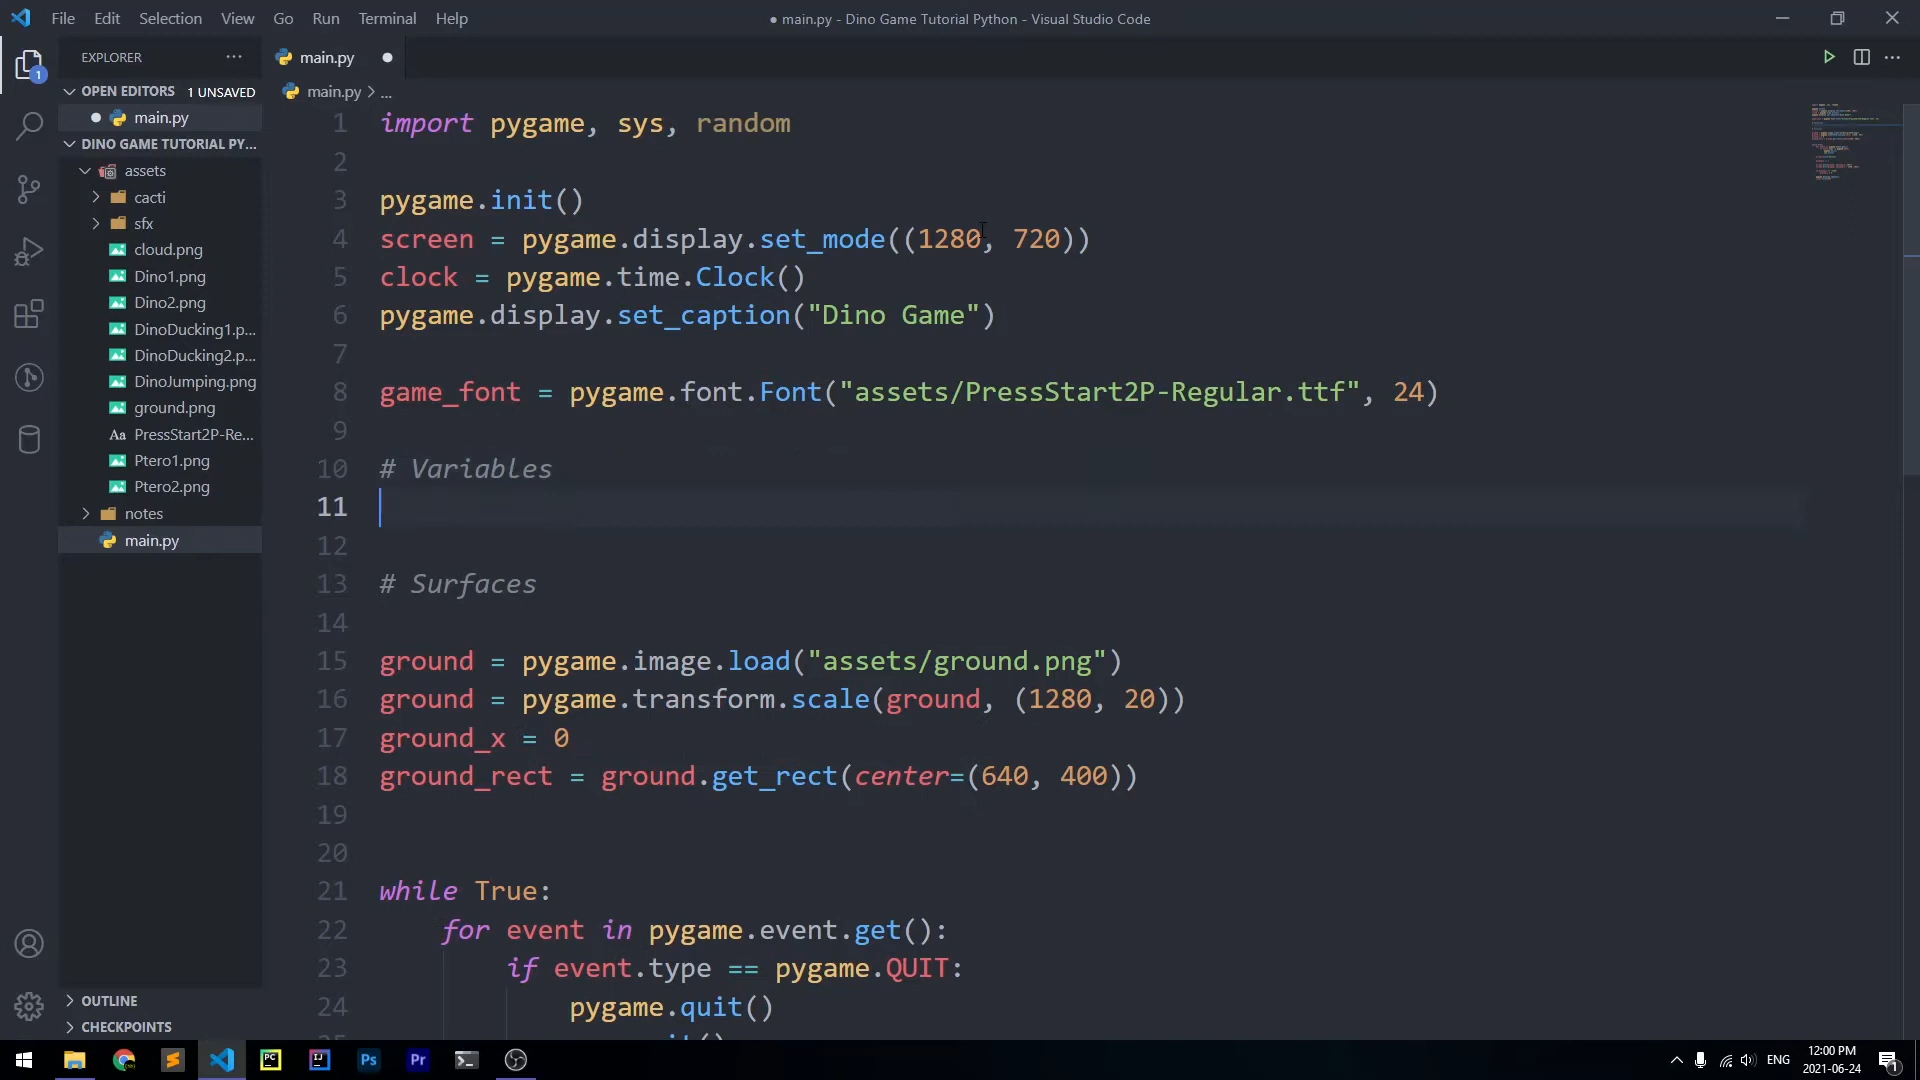 File Edit Selection View Go Run Terminal Help
● main.py - Dino Game Tutorial Python - Visual Studio Code
EXPLORER
main.py
1
OPEN EDITORS 1 UNSAVED
main.py
main.py > ...
DINO GAME TUTORIAL PY...
assets
cacti
sfx
cloud.png
Dino1.png
Dino2.png
DinoDucking1.p...
DinoDucking2.p...
DinoJumping.png
ground.png
Aa PressStart2P-Re...
Ptero1.png
Ptero2.png
notes
main.py
OUTLINE
CHECKPOINTS
1 import pygame, sys, random
2
3 pygame.init()
4 screen = pygame.display.set_mode((1280, 720))
5 clock = pygame.time.Clock()
6 pygame.display.set_caption("Dino Game")
7
8 game_font = pygame.font.Font("assets/PressStart2P-Regular.ttf", 24)
9
10 # Variables
11
12
13 # Surfaces
14
15 ground = pygame.image.load("assets/ground.png")
16 ground = pygame.transform.scale(ground, (1280, 20))
17 ground_x = 0
18 ground_rect = ground.get_rect(center=(640, 400))
19
20
21 while True:
22 for event in pygame.event.get():
23 if event.type == pygame.QUIT:
24 pygame.quit()
PC IJ Ps Pr
ENG
12:00 PM
2021-06-24
1